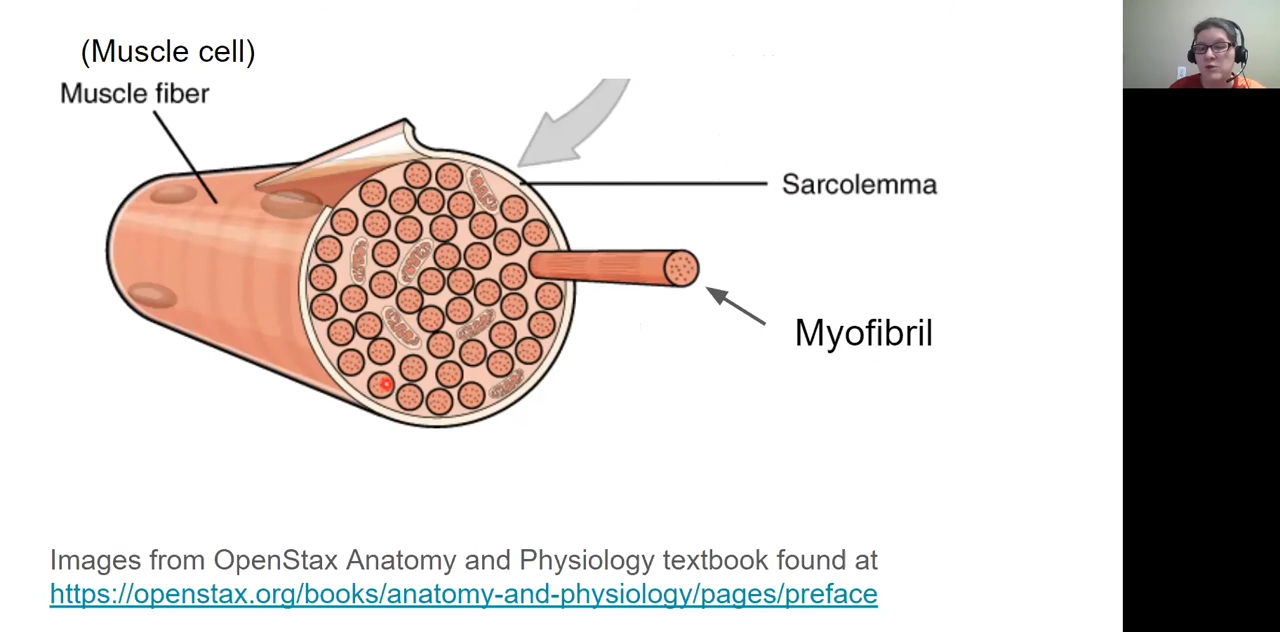 (Muscle cell)
Muscle fiber
Sarcolemma
Myofibril
Images from OpenStax Anatomy and Physiology textbook found at
https://openstax.org/books/anatomy-and-physiology/pages/preface